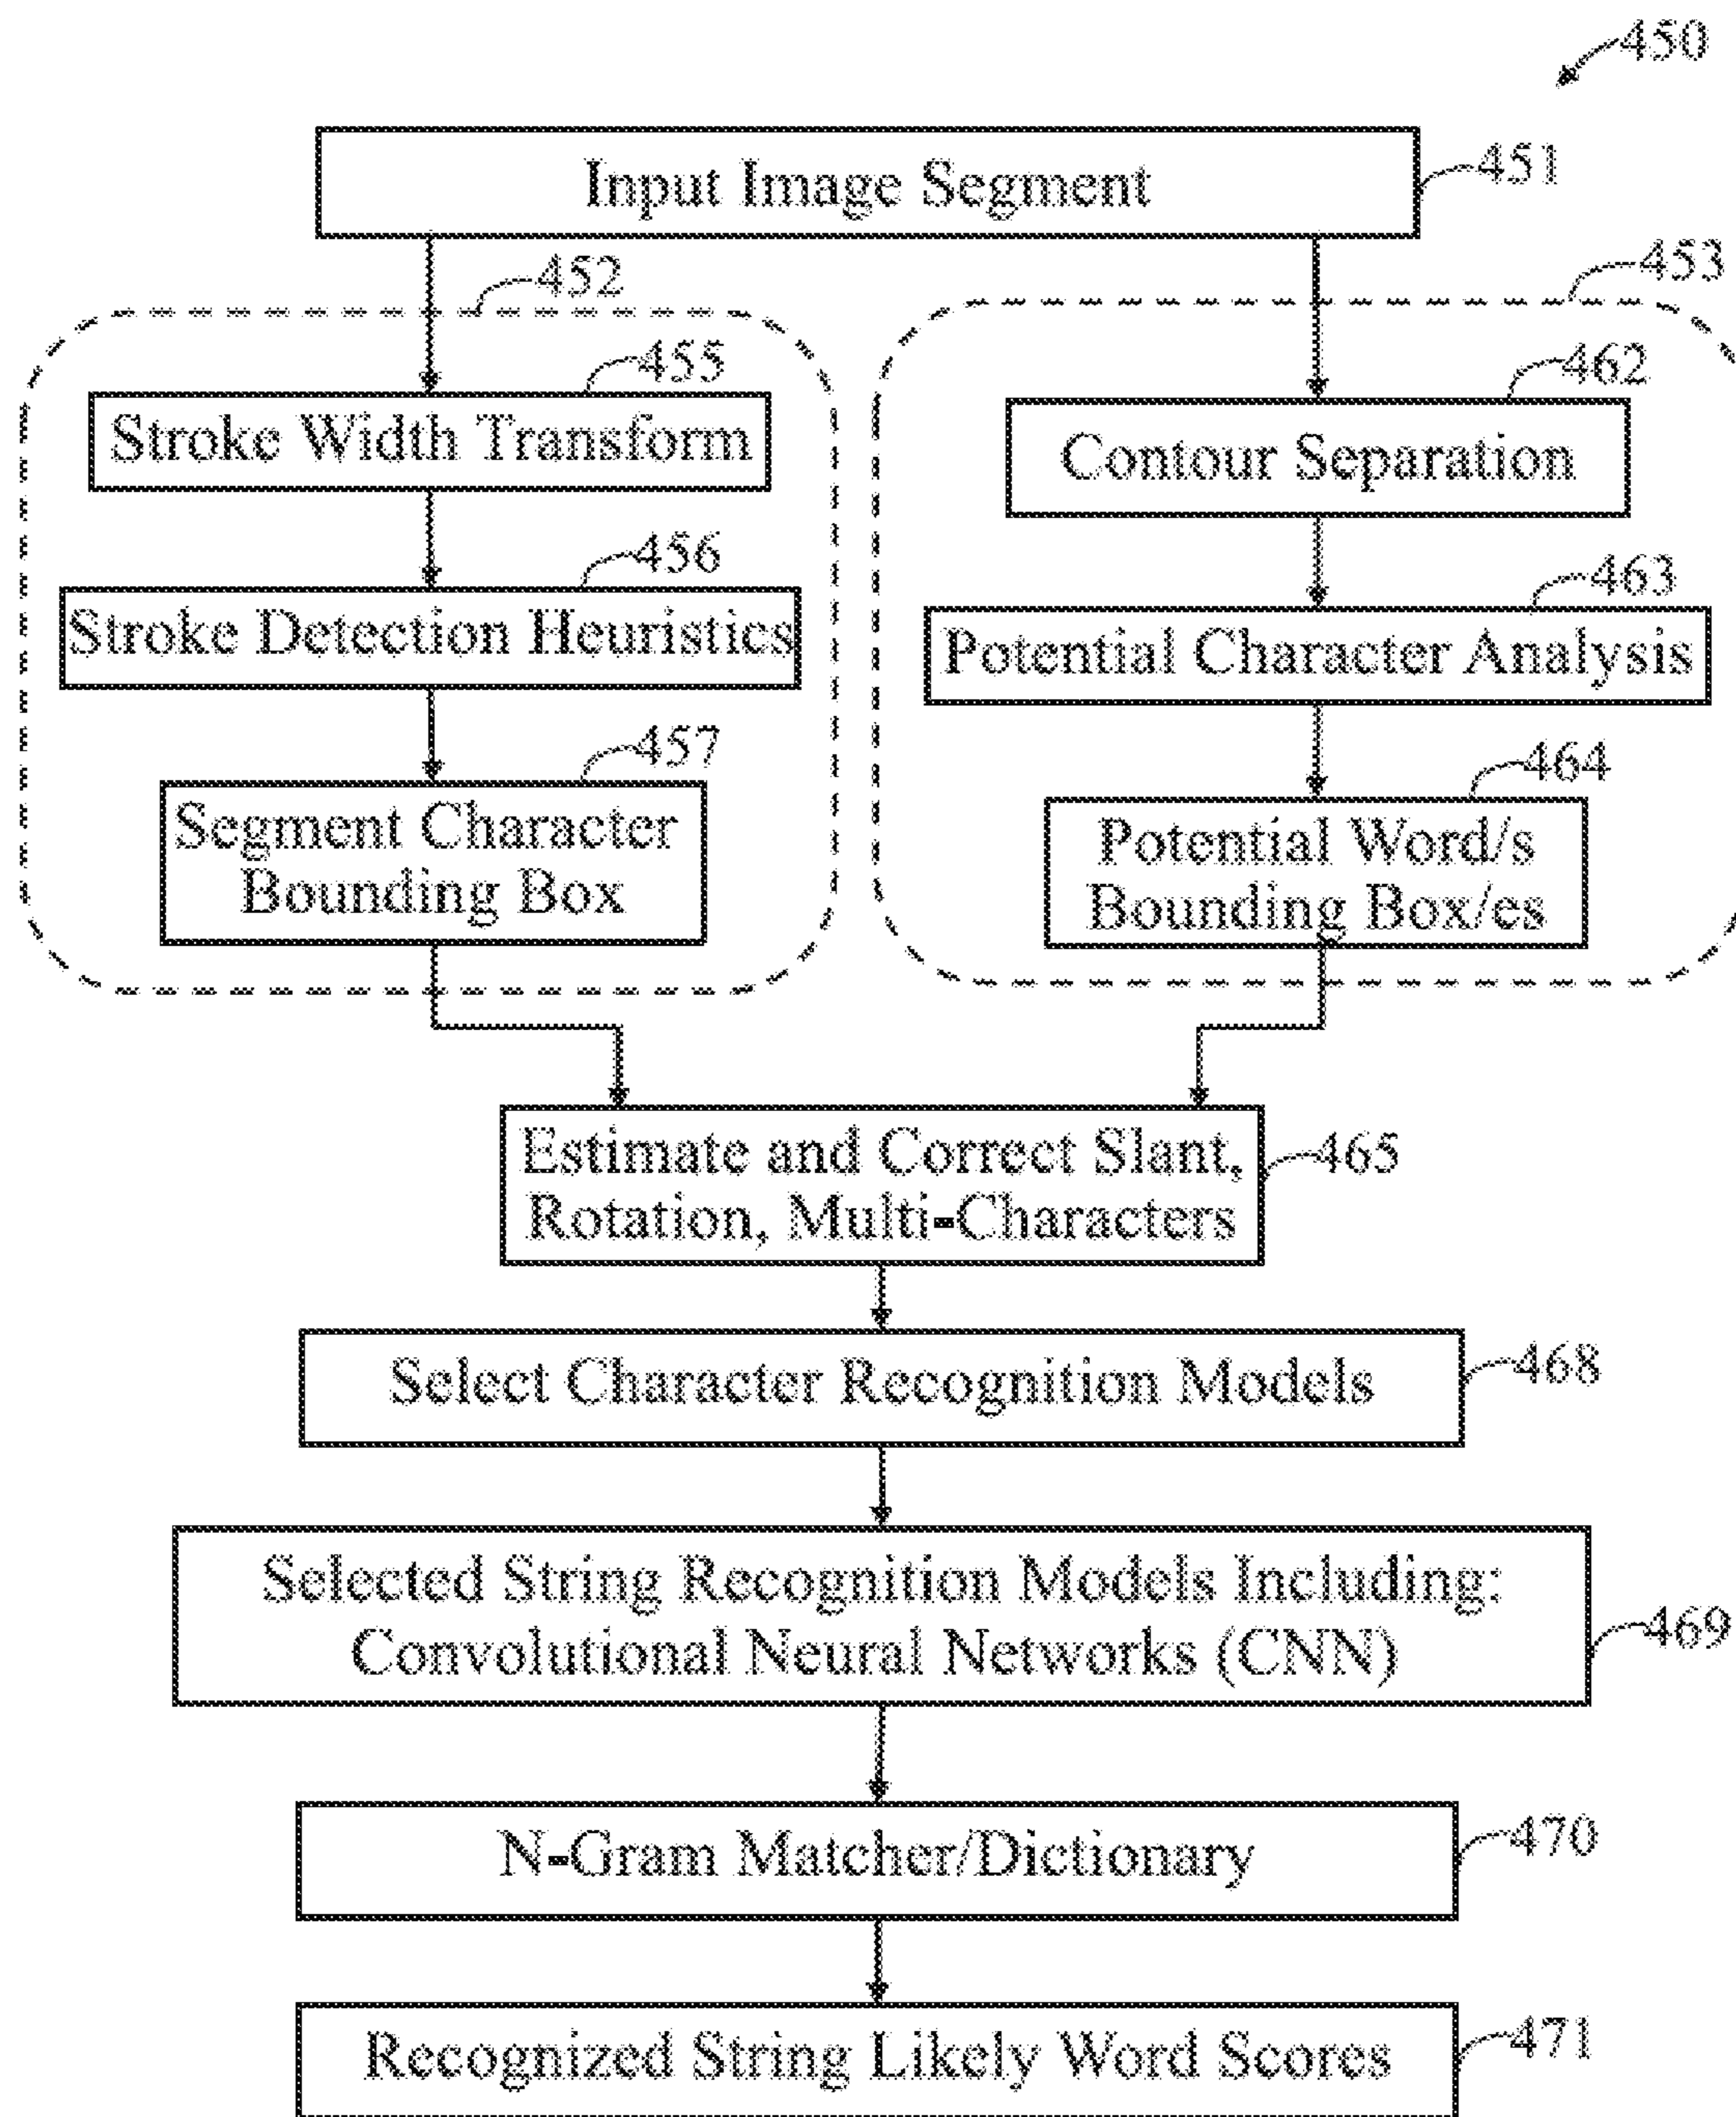 450
Input Image Segment
451
452
453
455
Stroke Width Transform
462
Contour Separation
456
Stroke Detection Heuristics
463
Potential Character Analysis
457
Segment Character
Bounding Box
464
Potential Word/s
Bounding Box/es
Estimate and Correct Slant,
Rotation, Multi-Characters
465
Select Character Recognition Models
468
Selected String Recognition Models Including:
Convolutional Neural Networks (CNN)
469
N-Gram Matcher/Dictionary
470
Recognized String Likely Word Scores
471